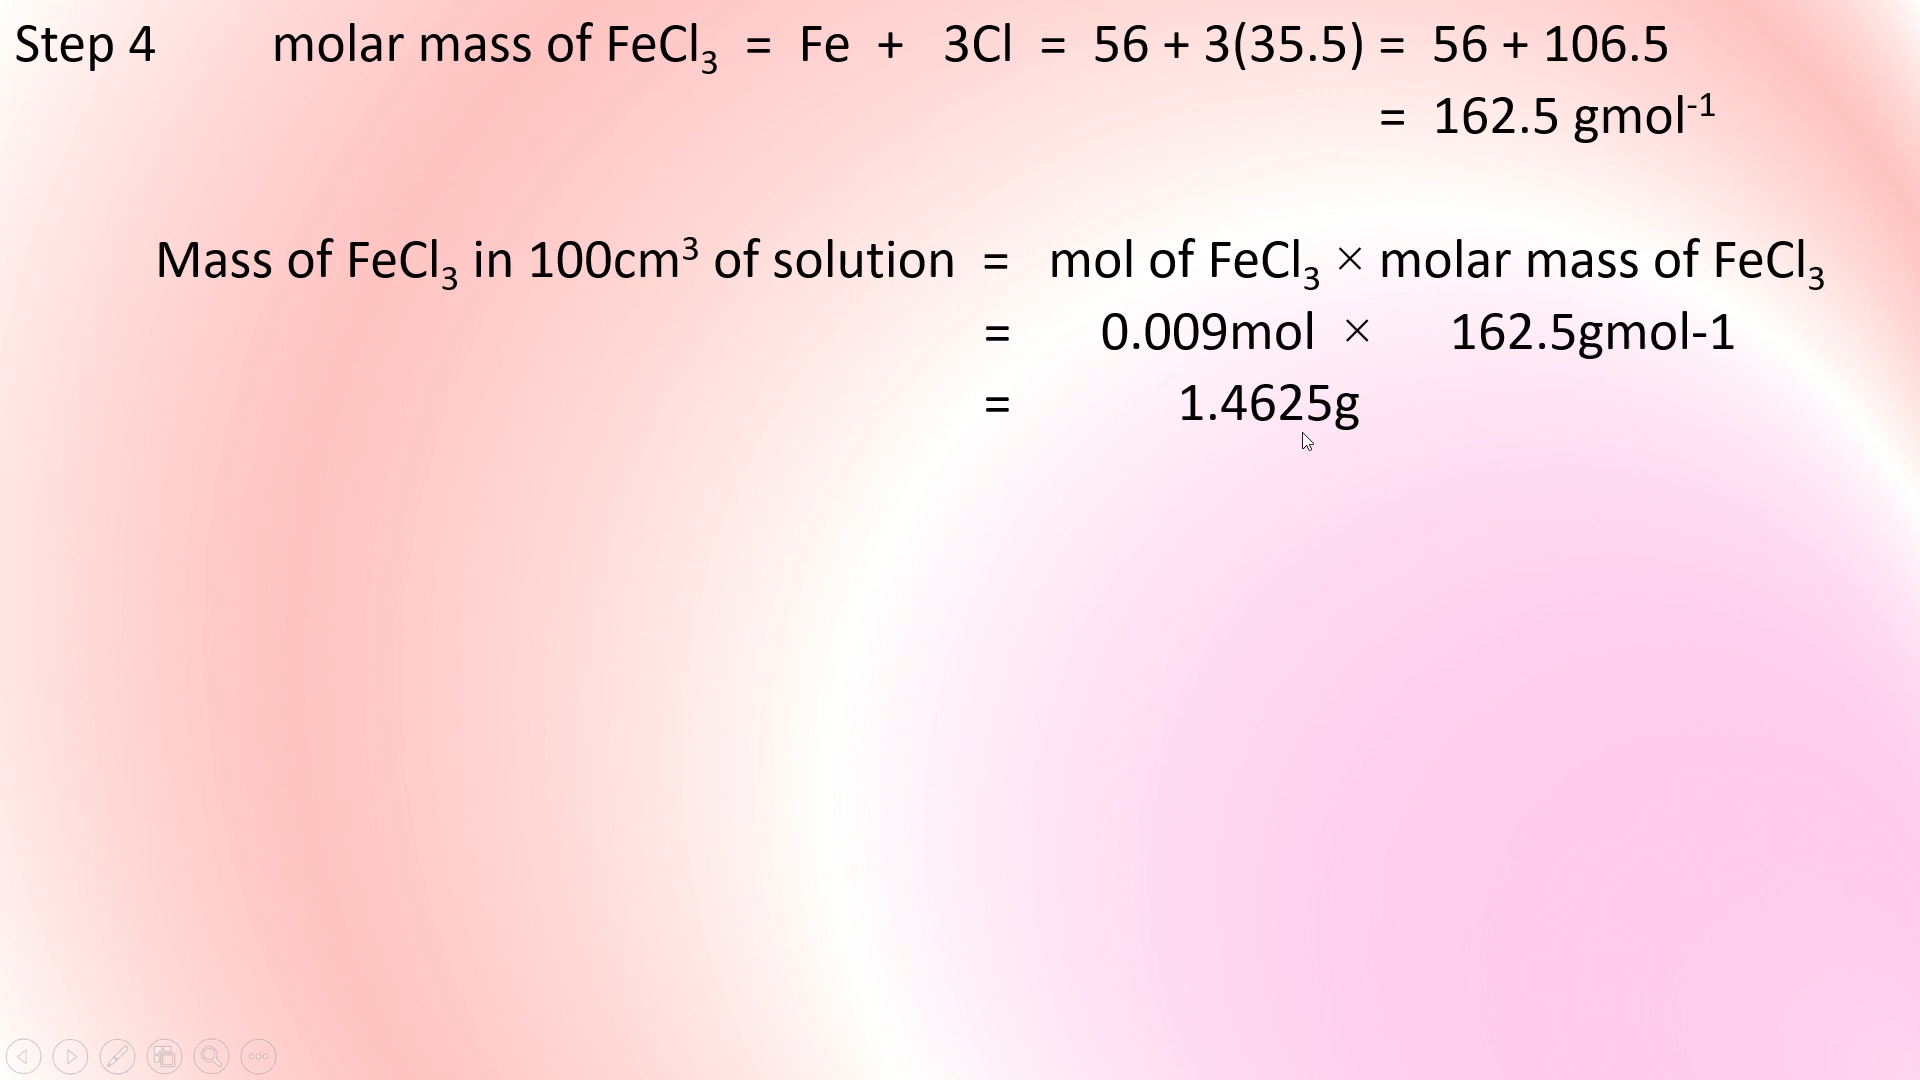 Step 4 molar mass of FeCl₃ = Fe + 3Cl = 56 + 3(35.5) = 56 + 106.5
= 162.5 gmol⁻¹
Mass of FeCl₃ in 100cm³ of solution = mol of FeCl₃ × molar mass of FeCl₃
= 0.009mol × 162.5gmol-1
= 1.4625g